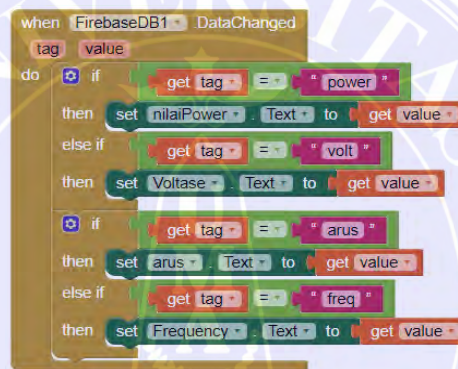 when FirebaseDB1 .DataChanged
tag value
do if get tag = " power "
then set nilaiPower . Text to get value
else if get tag = " volt "
then set Voltase . Text to get value
if get tag = " arus "
then set arus . Text to get value
else if get tag = " freq "
then set Frequency . Text to get value